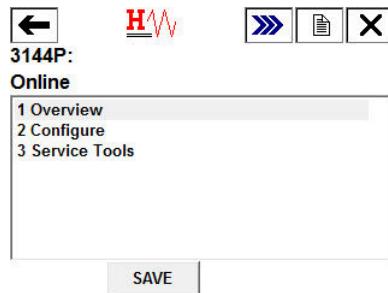 H
3144P:
Online
1 Overview
2 Configure
3 Service Tools
SAVE